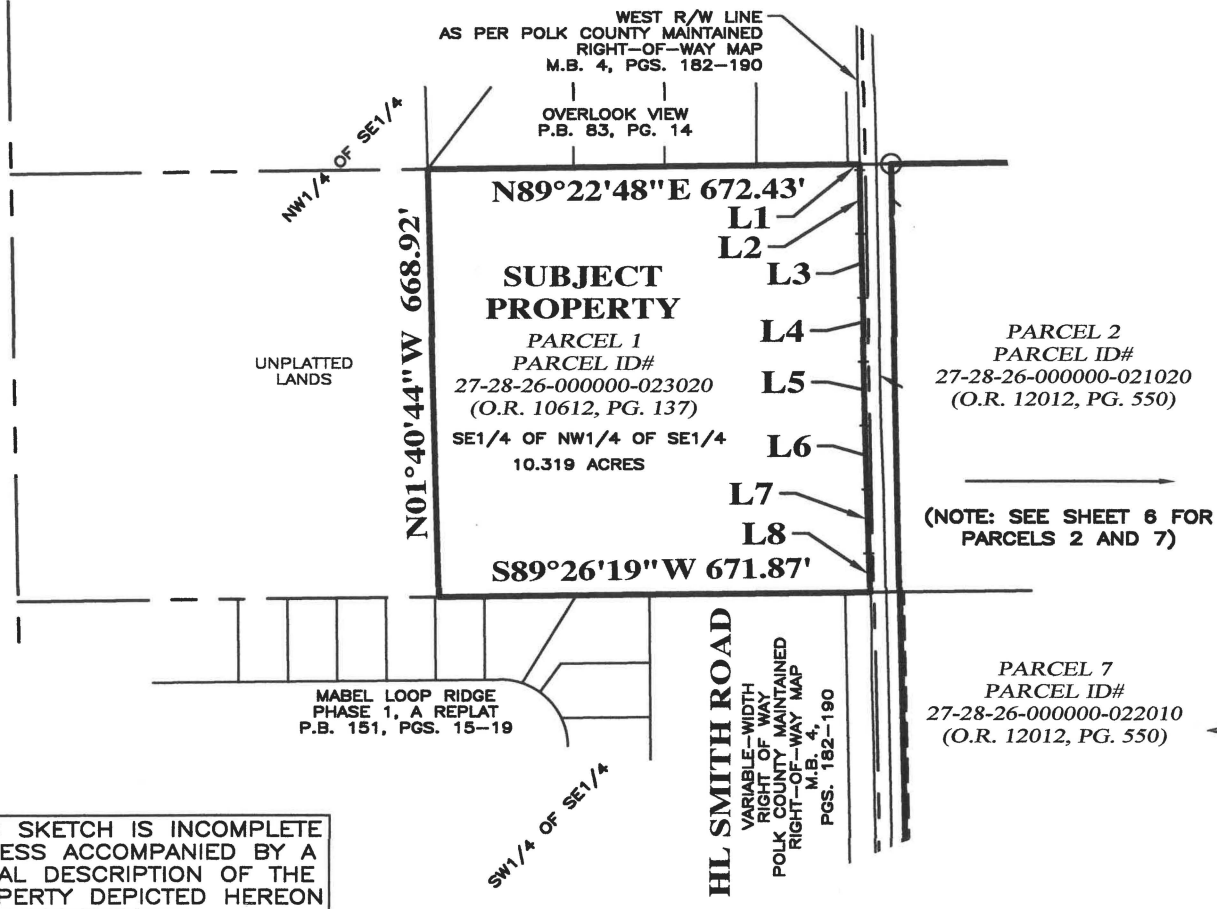 WEST R/W LINE
AS PER POLK COUNTY MAINTAINED
RIGHT-OF-WAY MAP
M.B. 4, PGS. 182-190
OVERLOOK VIEW
P.B. 83, PG. 14
NW1/4 OF SE1/4
N89°22'48"E 672.43'
L1
L2
L3
L4
L5
L6
L7
L8
N01°40'44"W 668.92'
SUBJECT
PROPERTY
PARCEL 1
PARCEL ID#
27-28-26-000000-023020
(O.R. 10612, PG. 137)
SE1/4 OF NW1/4 OF SE1/4
10.319 ACRES
UNPLATTED
LANDS
PARCEL 2
PARCEL ID#
27-28-26-000000-021020
(O.R. 12012, PG. 550)
(NOTE: SEE SHEET 6 FOR
PARCELS 2 AND 7)
S89°26'19"W 671.87'
MABEL LOOP RIDGE
PHASE 1, A REPLAT
P.B. 151, PGS. 15-19
SW1/4 OF SE1/4
HL SMITH ROAD
VARIABLE-WIDTH
RIGHT OF WAY
POLK COUNTY MAINTAINED
RIGHT-OF-WAY MAP
M.B. 4,
PGS. 182-190
PARCEL 7
PARCEL ID#
27-28-26-000000-022010
(O.R. 12012, PG. 550)
SKETCH IS INCOMPLETE
ESS ACCOMPANIED BY A
AL DESCRIPTION OF THE
PERTY DEPICTED HEREON